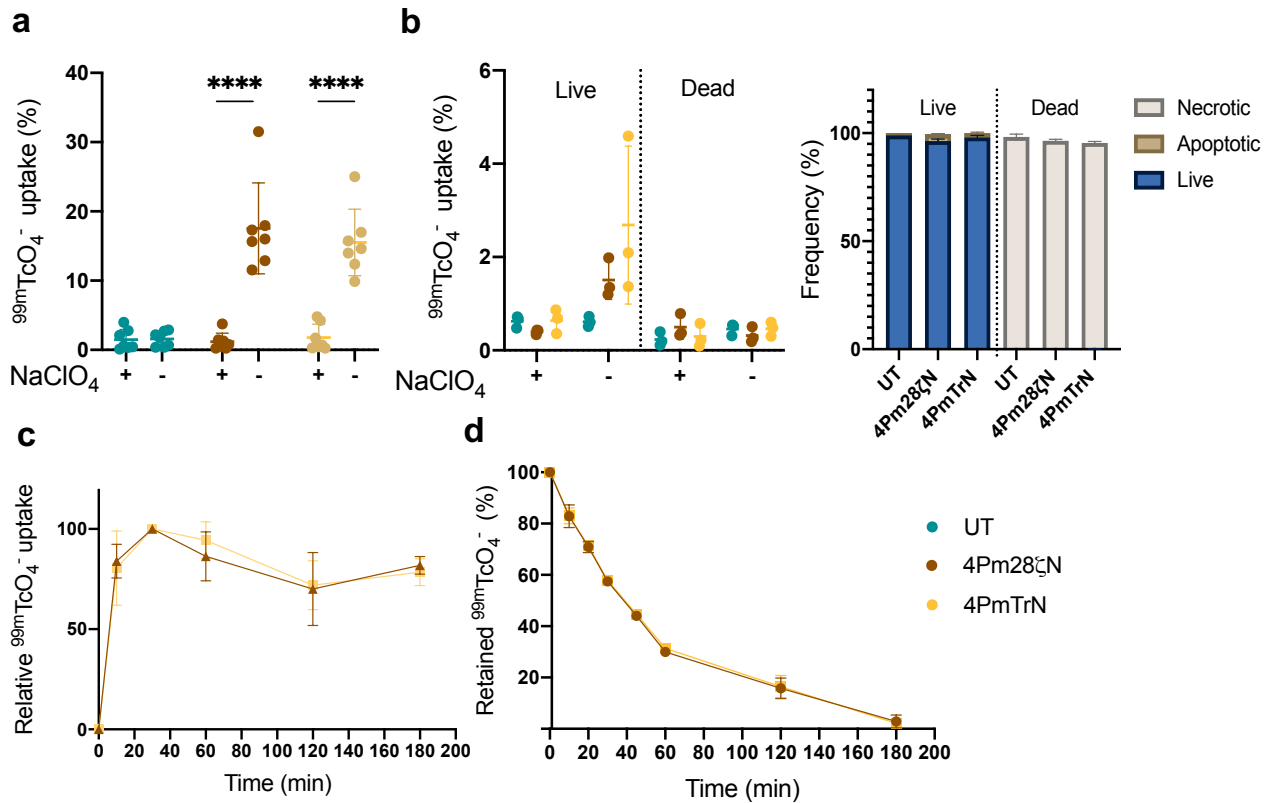 a
40
30
20
10
0
⁹⁹ᵐTcO₄⁻ uptake (%)
****
****
NaClO₄
+ - + - + -
b
6
4
2
0
⁹⁹ᵐTcO₄⁻ uptake (%)
Live Dead
NaClO₄
+ - + -
100
50
0
Frequency (%)
Live Dead
UT 4Pm28ζN 4PmTrN UT 4Pm28ζN 4PmTrN
Necrotic
Apoptotic
Live
c
100
75
50
0
Relative ⁹⁹ᵐTcO₄⁻ uptake
0 20 40 60 80 100 120 140 160 180 200
Time (min)
d
100
80
60
40
20
Retained ⁹⁹ᵐTcO₄⁻ (%)
0 20 40 60 80 100 120 140 160 180 200
Time (min)
UT
4Pm28ζN
4PmTrN